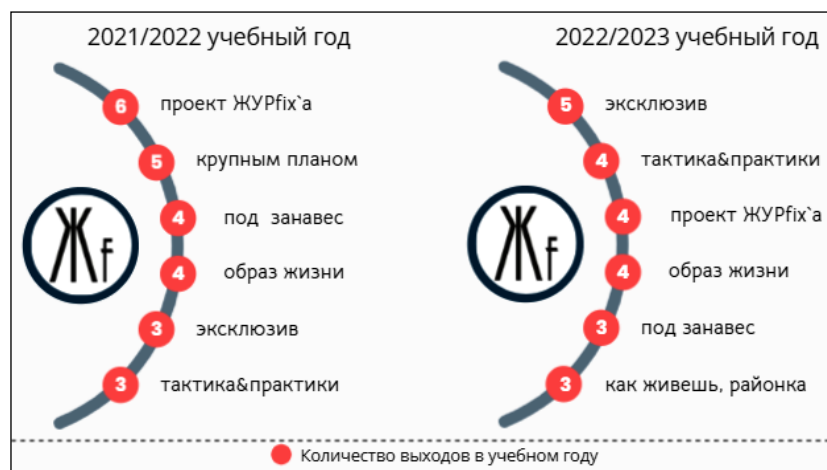 2021/2022 учебный год
6 проект ЖУРfix`а
5 крупным планом
4 под занавес
4 образ жизни
3 эксклюзив
3 тактика&практики
Жf
2022/2023 учебный год
5 эксклюзив
4 тактика&практики
4 проект ЖУРfix`а
4 образ жизни
3 под занавес
3 как живешь, районка
Жf
Количество выходов в учебном году